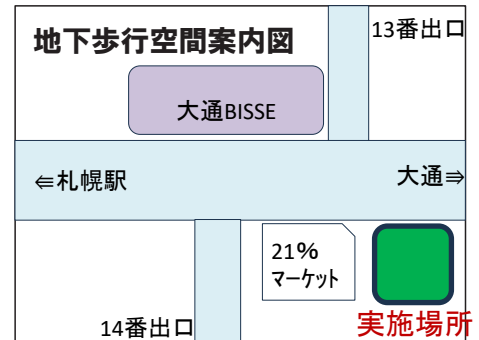 地下歩行空間案内図
13番出口
大通BISSE
⇐札幌駅
大通⇒
21%
マーケット
14番出口
実施場所